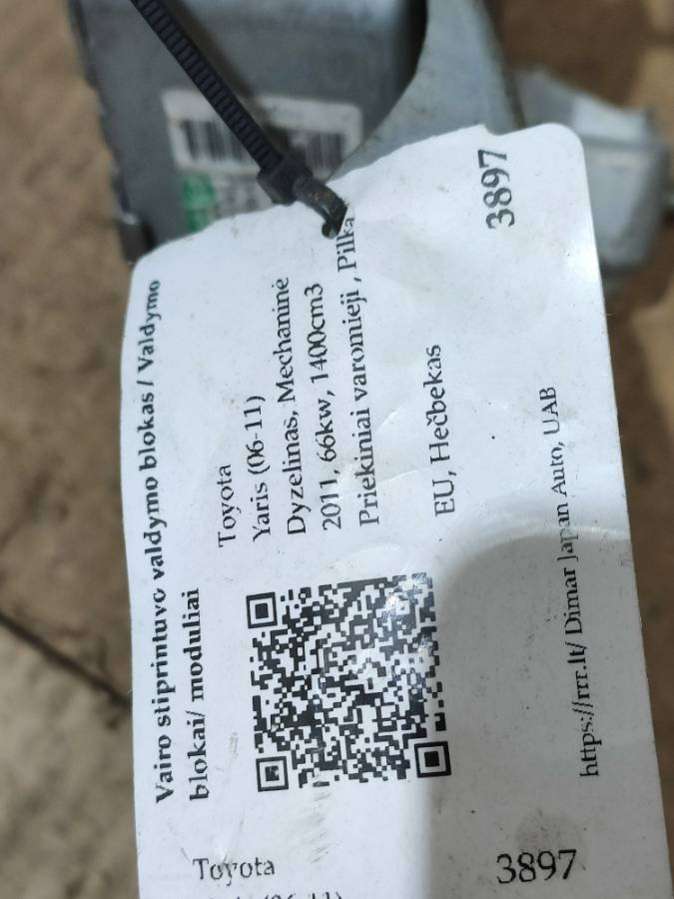 Vairo stiprintuvo valdymo blokas / Valdymo
blokai/ moduliai
Toyota
Yaris (06-11)
Dyzelinas, Mechaninė
2011, 66kw, 1400cm3
Priekiniai varomieji , Pilka
EU, Hečbekas
3897
https://rrr.lt/ Dimar Japan Auto, UAB
Toyota
3897